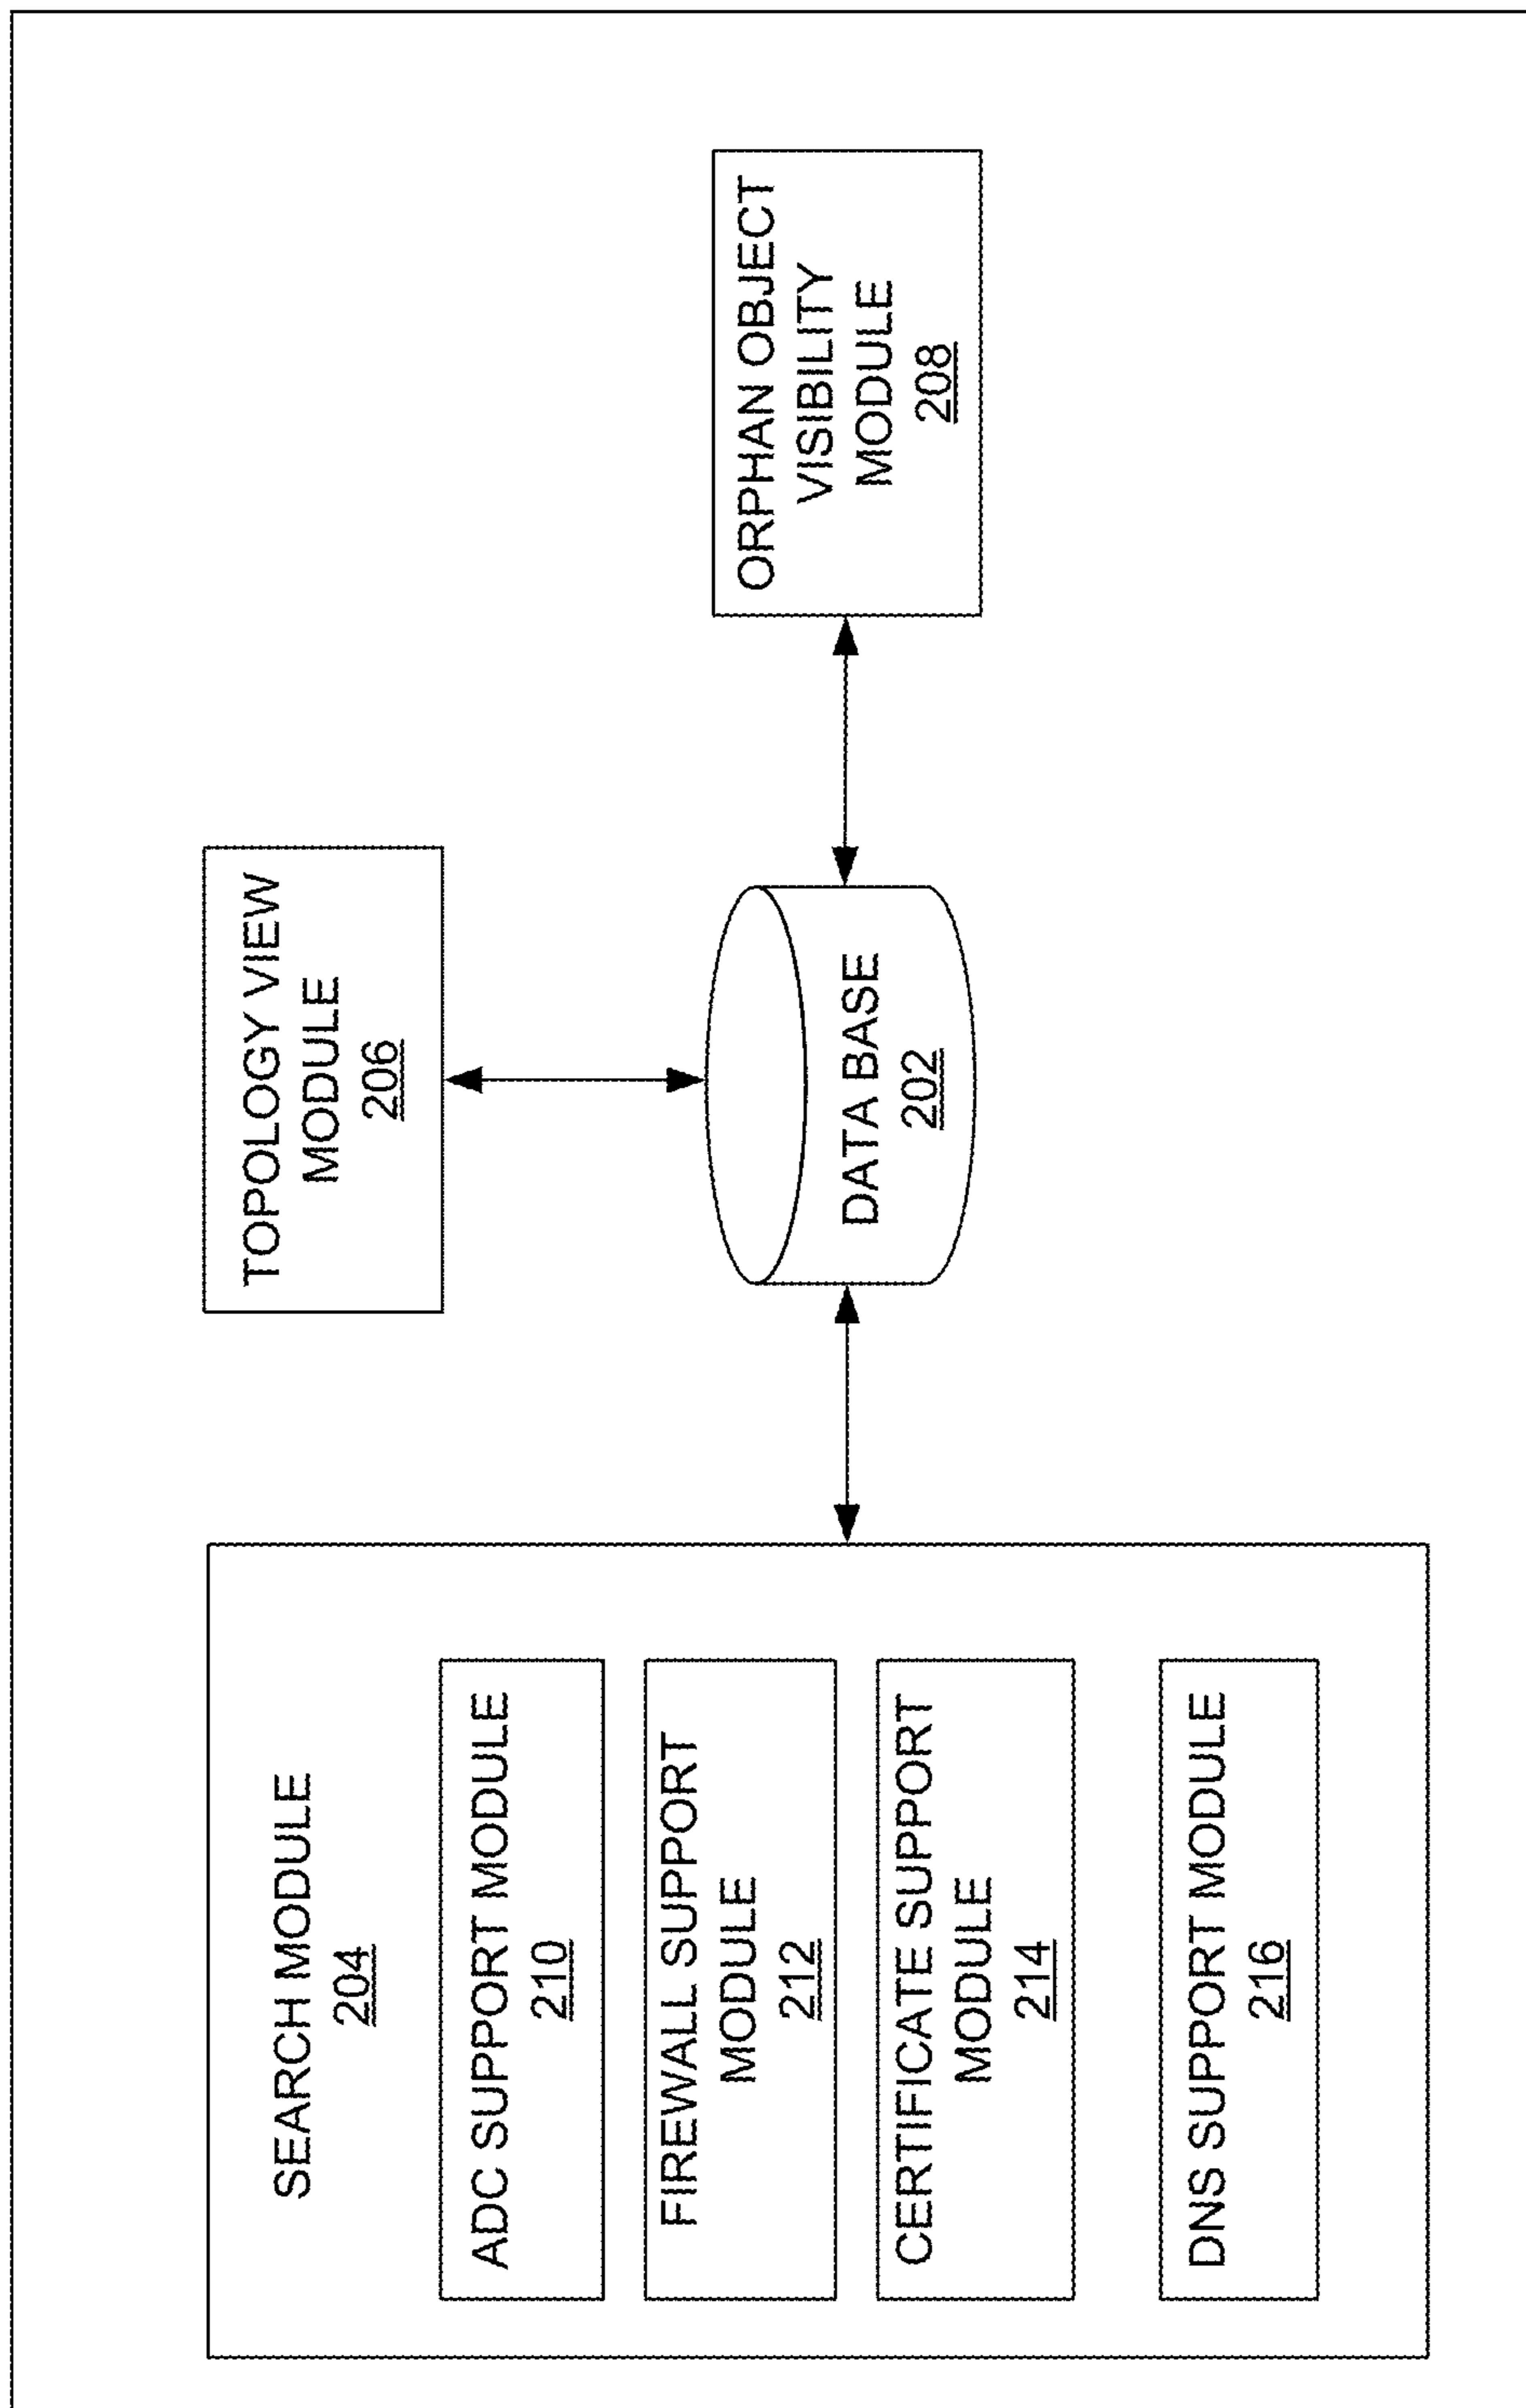 SEARCH MODULE
204
ADC SUPPORT MODULE
210
FIREWALL SUPPORT
MODULE
212
CERTIFICATE SUPPORT
MODULE
214
DNS SUPPORT MODULE
216
TOPOLOGY VIEW
MODULE
206
DATA BASE
202
ORPHAN OBJECT
VISIBILITY
MODULE
208